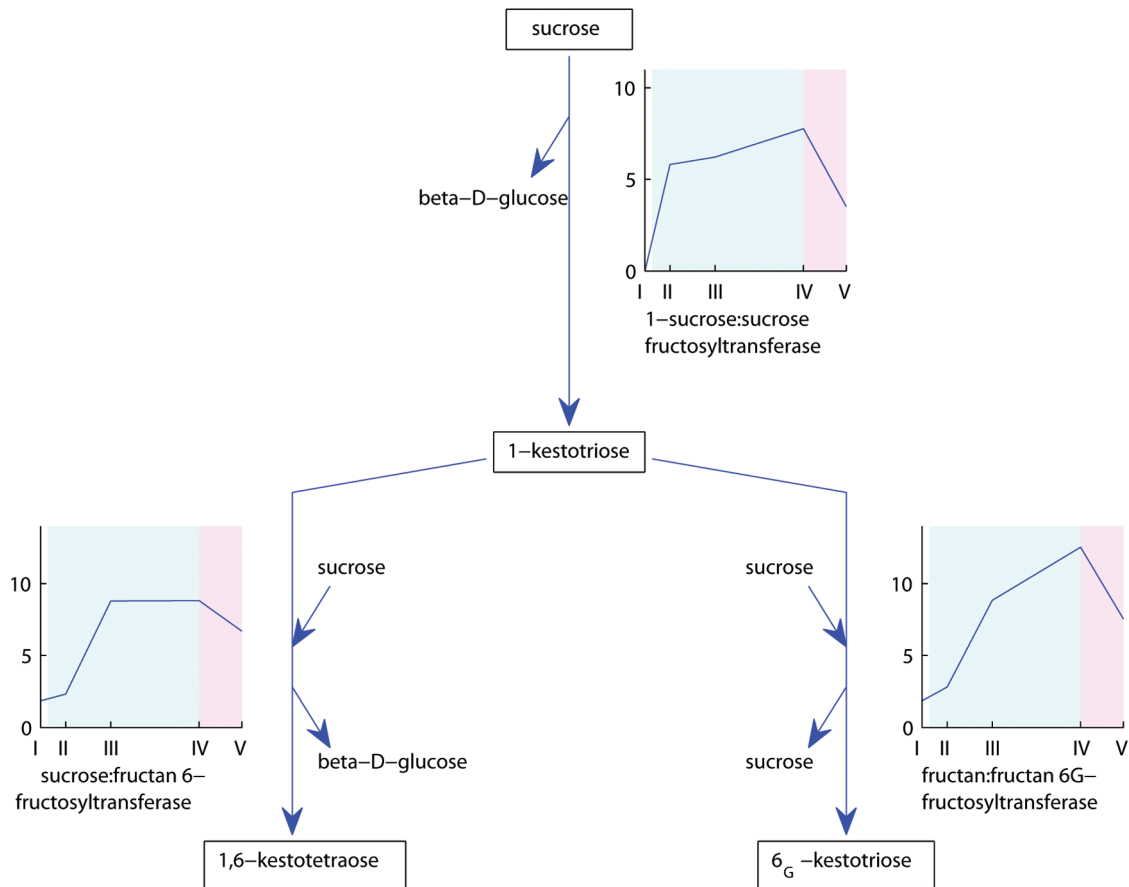 sucrose
10
5
0
I II III IV V
1−sucrose:sucrose
fructosyltransferase
beta−D−glucose
1−kestotriose
10
5
0
I II III IV V
sucrose:fructan 6−
fructosyltransferase
sucrose
beta−D−glucose
sucrose
sucrose
10
5
0
I II III IV V
fructan:fructan 6G−
fructosyltransferase
1,6−kestotetraose
6G −kestotriose